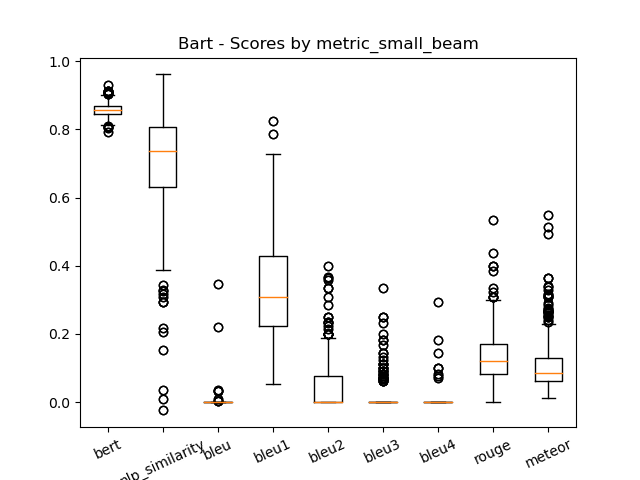 Bart - Scores by metric_small_beam
1.0
0.8
0.6
0.4
0.2
0.0
bert
nlp_similarity
bleu
bleu1
bleu2
bleu3
bleu4
rouge
meteor